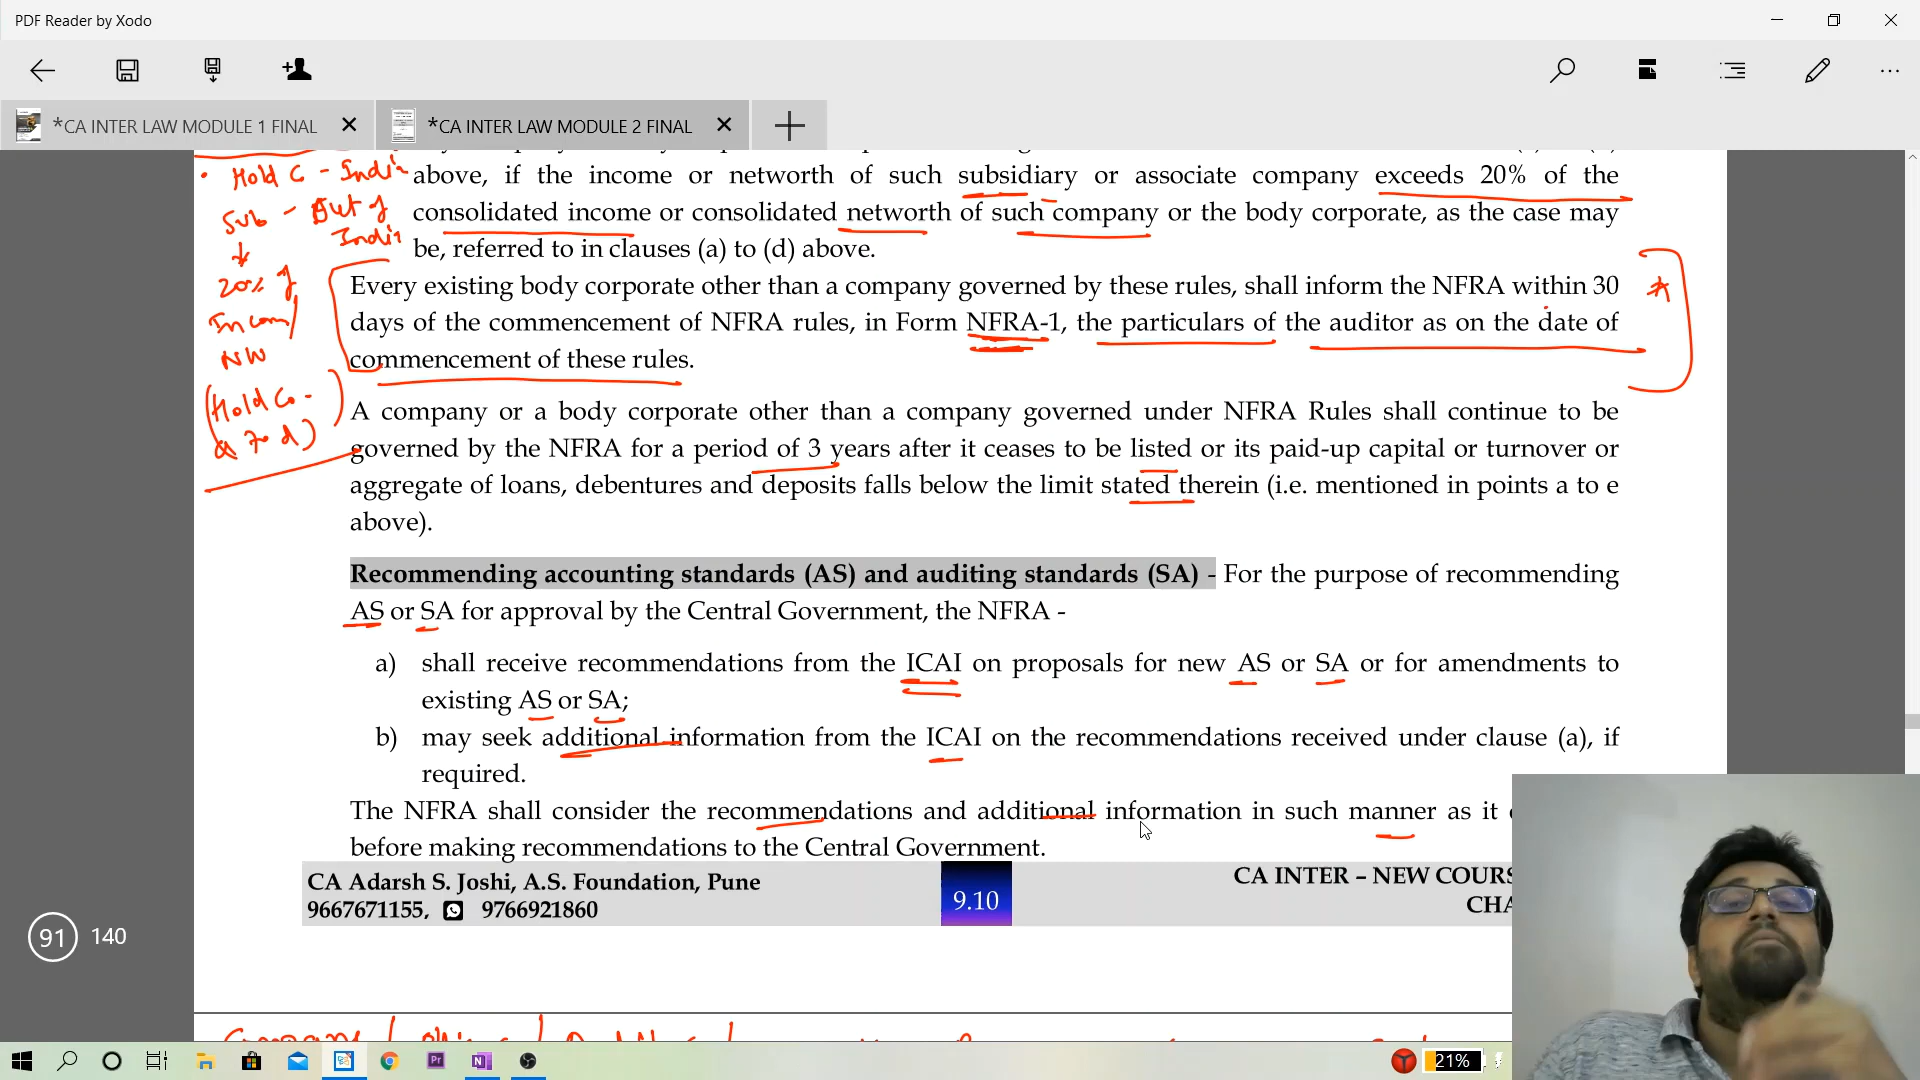 PDF Reader by Xodo
*CA INTER LAW MODULE 1 FINAL
*CA INTER LAW MODULE 2 FINAL
above, if the income or networth of such subsidiary or associate company exceeds 20% of the
consolidated income or consolidated networth of such company or the body corporate, as the case may
be, referred to in clauses (a) to (d) above.
• Hold C - India
Sub - Out of
India
20% of
Incom/
NW
(Hold Co -
a to d)
Every existing body corporate other than a company governed by these rules, shall inform the NFRA within 30
days of the commencement of NFRA rules, in Form NFRA-1, the particulars of the auditor as on the date of
commencement of these rules.
A company or a body corporate other than a company governed under NFRA Rules shall continue to be
governed by the NFRA for a period of 3 years after it ceases to be listed or its paid-up capital or turnover or
aggregate of loans, debentures and deposits falls below the limit stated therein (i.e. mentioned in points a to e
above).
Recommending accounting standards (AS) and auditing standards (SA) - For the purpose of recommending
AS or SA for approval by the Central Government, the NFRA -
a) shall receive recommendations from the ICAI on proposals for new AS or SA or for amendments to
existing AS or SA;
b) may seek additional information from the ICAI on the recommendations received under clause (a), if
required.
The NFRA shall consider the recommendations and additional information in such manner as it
before making recommendations to the Central Government.
CA Adarsh S. Joshi, A.S. Foundation, Pune
9667671155, 9766921860
9.10
CA INTER – NEW COURS
CHA
91 140
Pr
21%